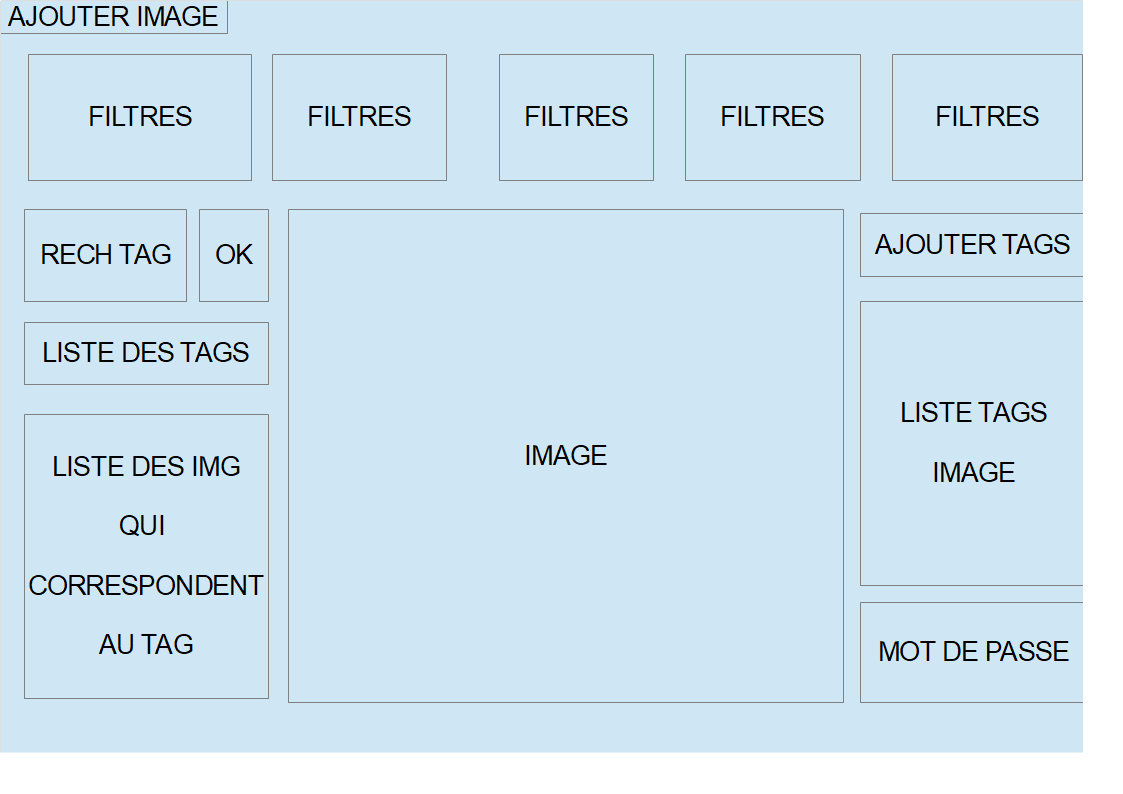 AJOUTER IMAGE
FILTRES
FILTRES
FILTRES
FILTRES
FILTRES
RECH TAG
OK
LISTE DES TAGS
LISTE DES IMG
QUI
CORRESPONDENT
AU TAG
IMAGE
AJOUTER TAGS
LISTE TAGS
IMAGE
MOT DE PASSE